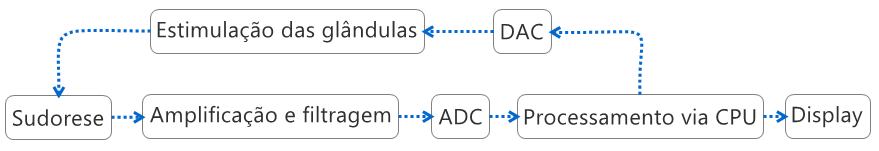 Estimulação das glândulas
DAC
Sudorese
Amplificação e filtragem
ADC
Processamento via CPU
Display